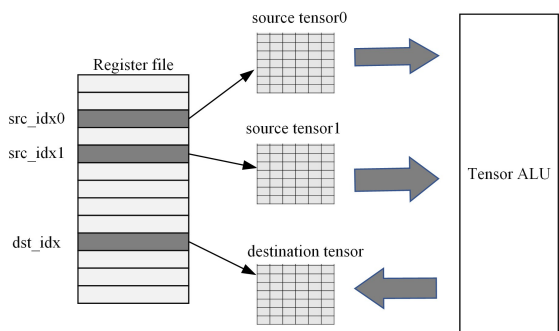 source tensor0
Register file
src_idx0
source tensor1
src_idx1
Tensor ALU
dst_idx
destination tensor